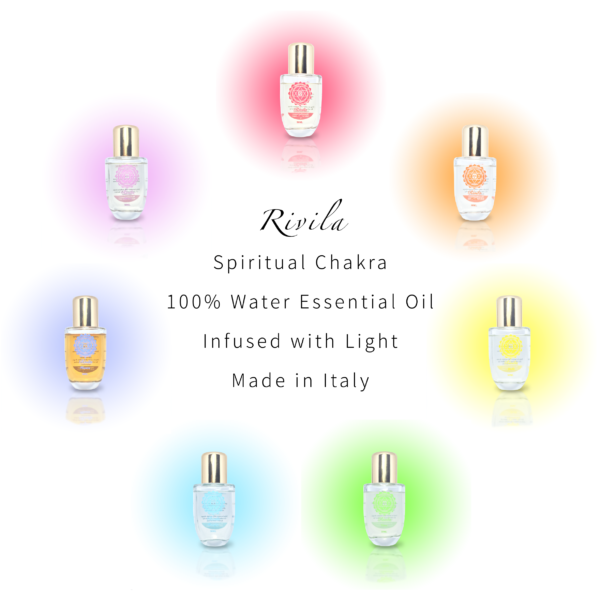 Rivila
Spiritual Chakra
100% Water Essential Oil
Infused with Light
Made in Italy